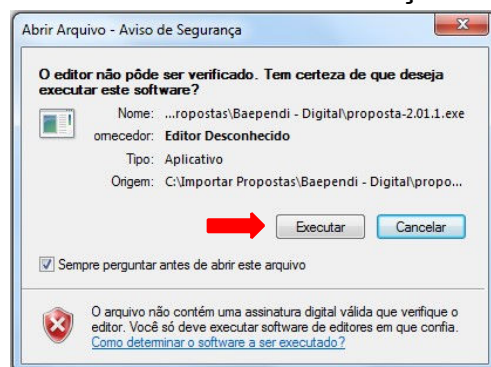 Abrir Arquivo - Aviso de Segurança
O editor não pôde ser verificado. Tem certeza de que deseja
executar este software?
Nome: ...ropostas\Baependi - Digital\proposta-2.01.1.exe
ornecedor: Editor Desconhecido
Tipo: Aplicativo
Origem: C:\Importar Propostas\Baependi - Digital\propo...
Executar Cancelar
Sempre perguntar antes de abrir este arquivo
O arquivo não contém uma assinatura digital válida que verifique o
editor. Você só deve executar software de editores em que confia.
Como determinar o software a ser executado?